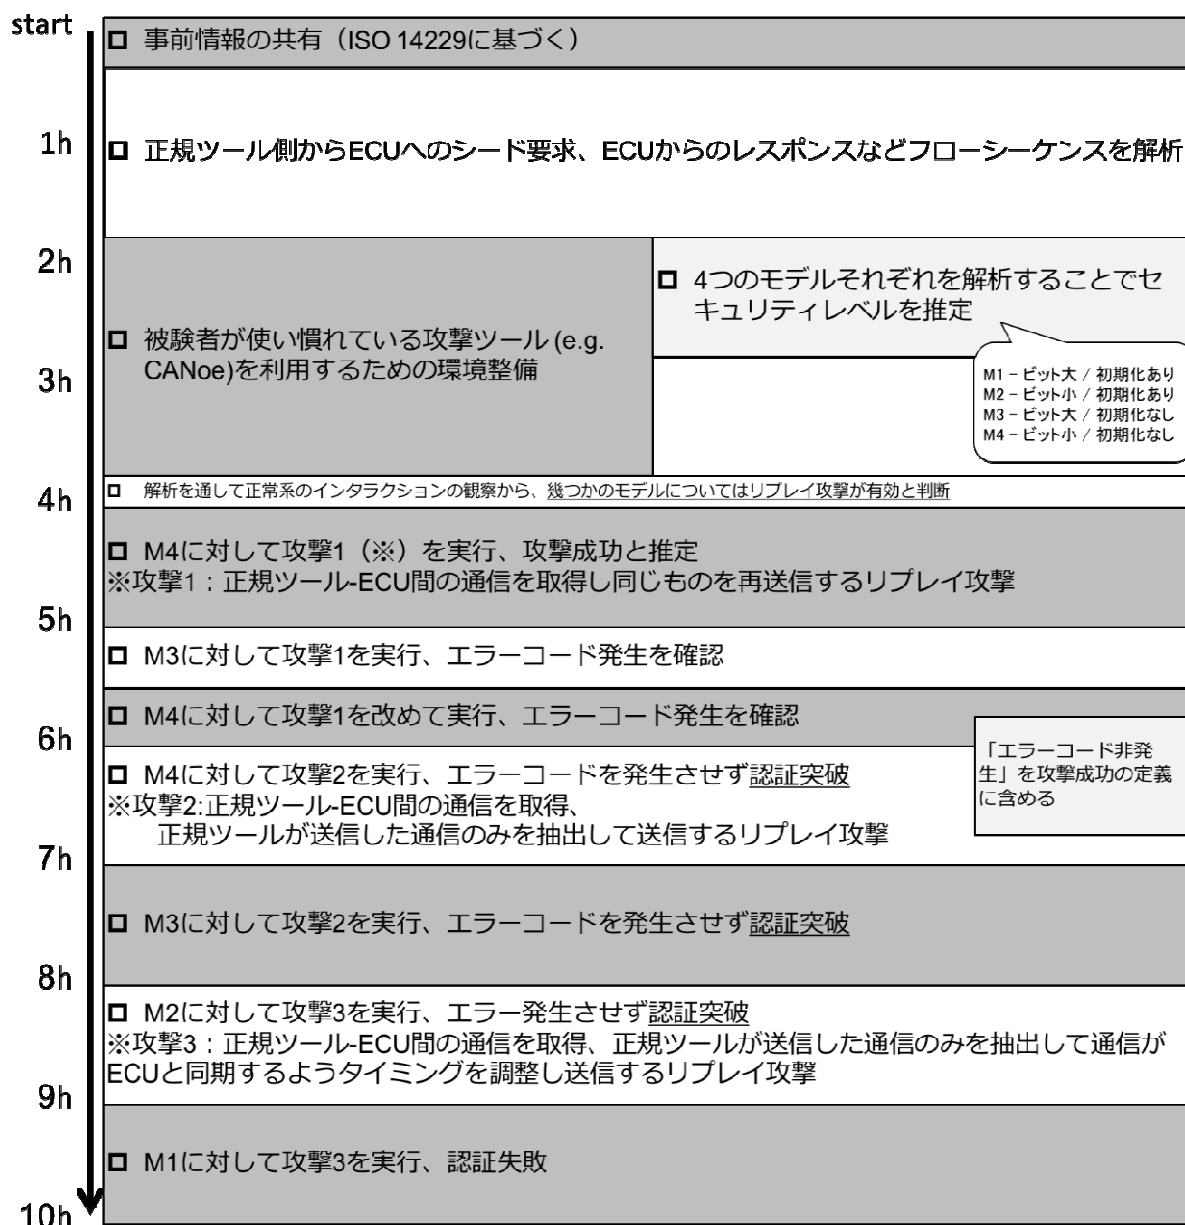 start
□ 事前情報の共有（ISO 14229に基づく）
1h
□ 正規ツール側からECUへのシード要求、ECUからのレスポンスなどフローシーケンスを解析
2h
□ 被験者が使い慣れている攻撃ツール (e.g.
CANoe)を利用するための環境整備
□ 4つのモデルそれぞれを解析することでセ
キュリティレベルを推定
3h
M1 – ビット大 / 初期化あり
M2 – ビット小 / 初期化あり
M3 – ビット大 / 初期化なし
M4 – ビット小 / 初期化なし
4h
□ 解析を通して正常系のインタラクションの観察から、幾つかのモデルについてはリプレイ攻撃が有効と判断
□ M4に対して攻撃1（※）を実行、攻撃成功と推定
※攻撃1：正規ツール-ECU間の通信を取得し同じものを再送信するリプレイ攻撃
5h
□ M3に対して攻撃1を実行、エラーコード発生を確認
□ M4に対して攻撃1を改めて実行、エラーコード発生を確認
6h
「エラーコード非発
生」を攻撃成功の定義
に含める
□ M4に対して攻撃2を実行、エラーコードを発生させず認証突破
※攻撃2:正規ツール-ECU間の通信を取得、
正規ツールが送信した通信のみを抽出して送信するリプレイ攻撃
7h
□ M3に対して攻撃2を実行、エラーコードを発生させず認証突破
8h
□ M2に対して攻撃3を実行、エラー発生させず認証突破
※攻撃3：正規ツール-ECU間の通信を取得、正規ツールが送信した通信のみを抽出して通信が
ECUと同期するようタイミングを調整し送信するリプレイ攻撃
9h
□ M1に対して攻撃3を実行、認証失敗
10h